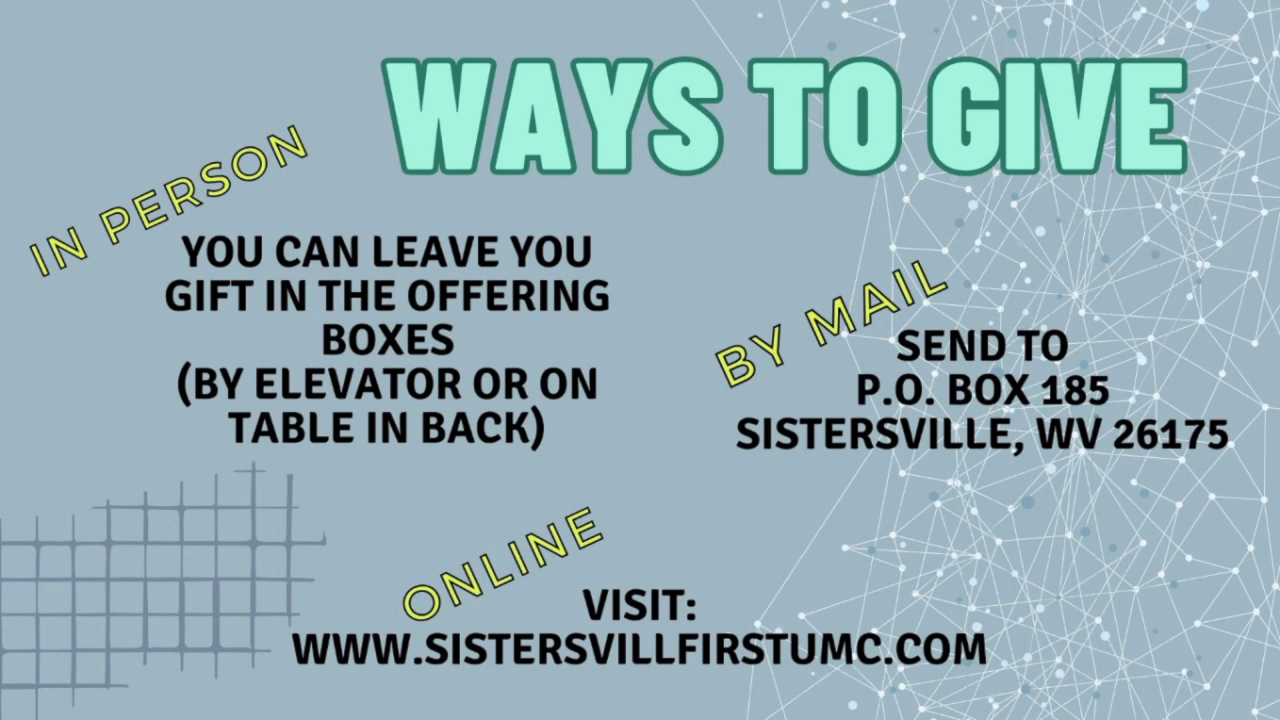 WAYS TO GIVE
IN PERSON
YOU CAN LEAVE YOU
GIFT IN THE OFFERING
BOXES
(BY ELEVATOR OR ON
TABLE IN BACK)
BY MAIL
SEND TO
P.O. BOX 185
SISTERSVILLE, WV 26175
ONLINE
VISIT:
WWW.SISTERSVILLFIRSTUMC.COM